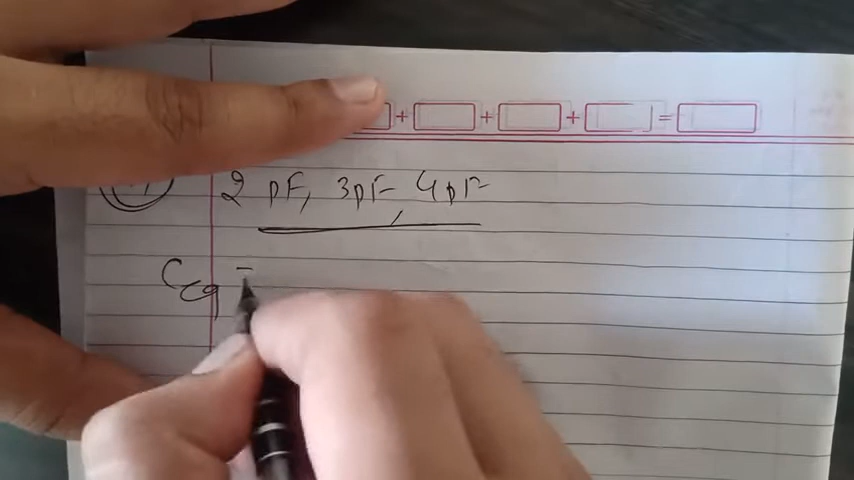 + + + =
2 pF, 3pF 4pF
Ceq =